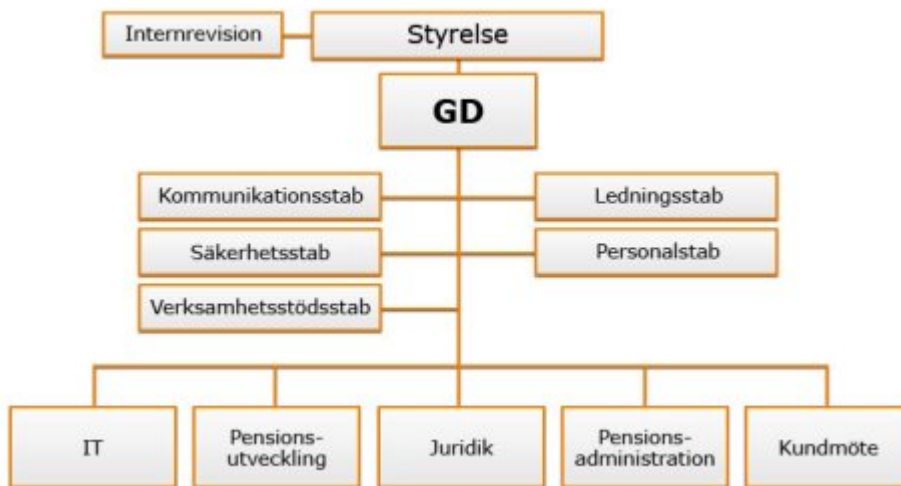 Internrevision
Styrelse
GD
Kommunikationsstab
Ledningsstab
Säkerhetsstab
Personalstab
Verksamhetsstödsstab
IT
Pensions-
utveckling
Juridik
Pensions-
administration
Kundmöte